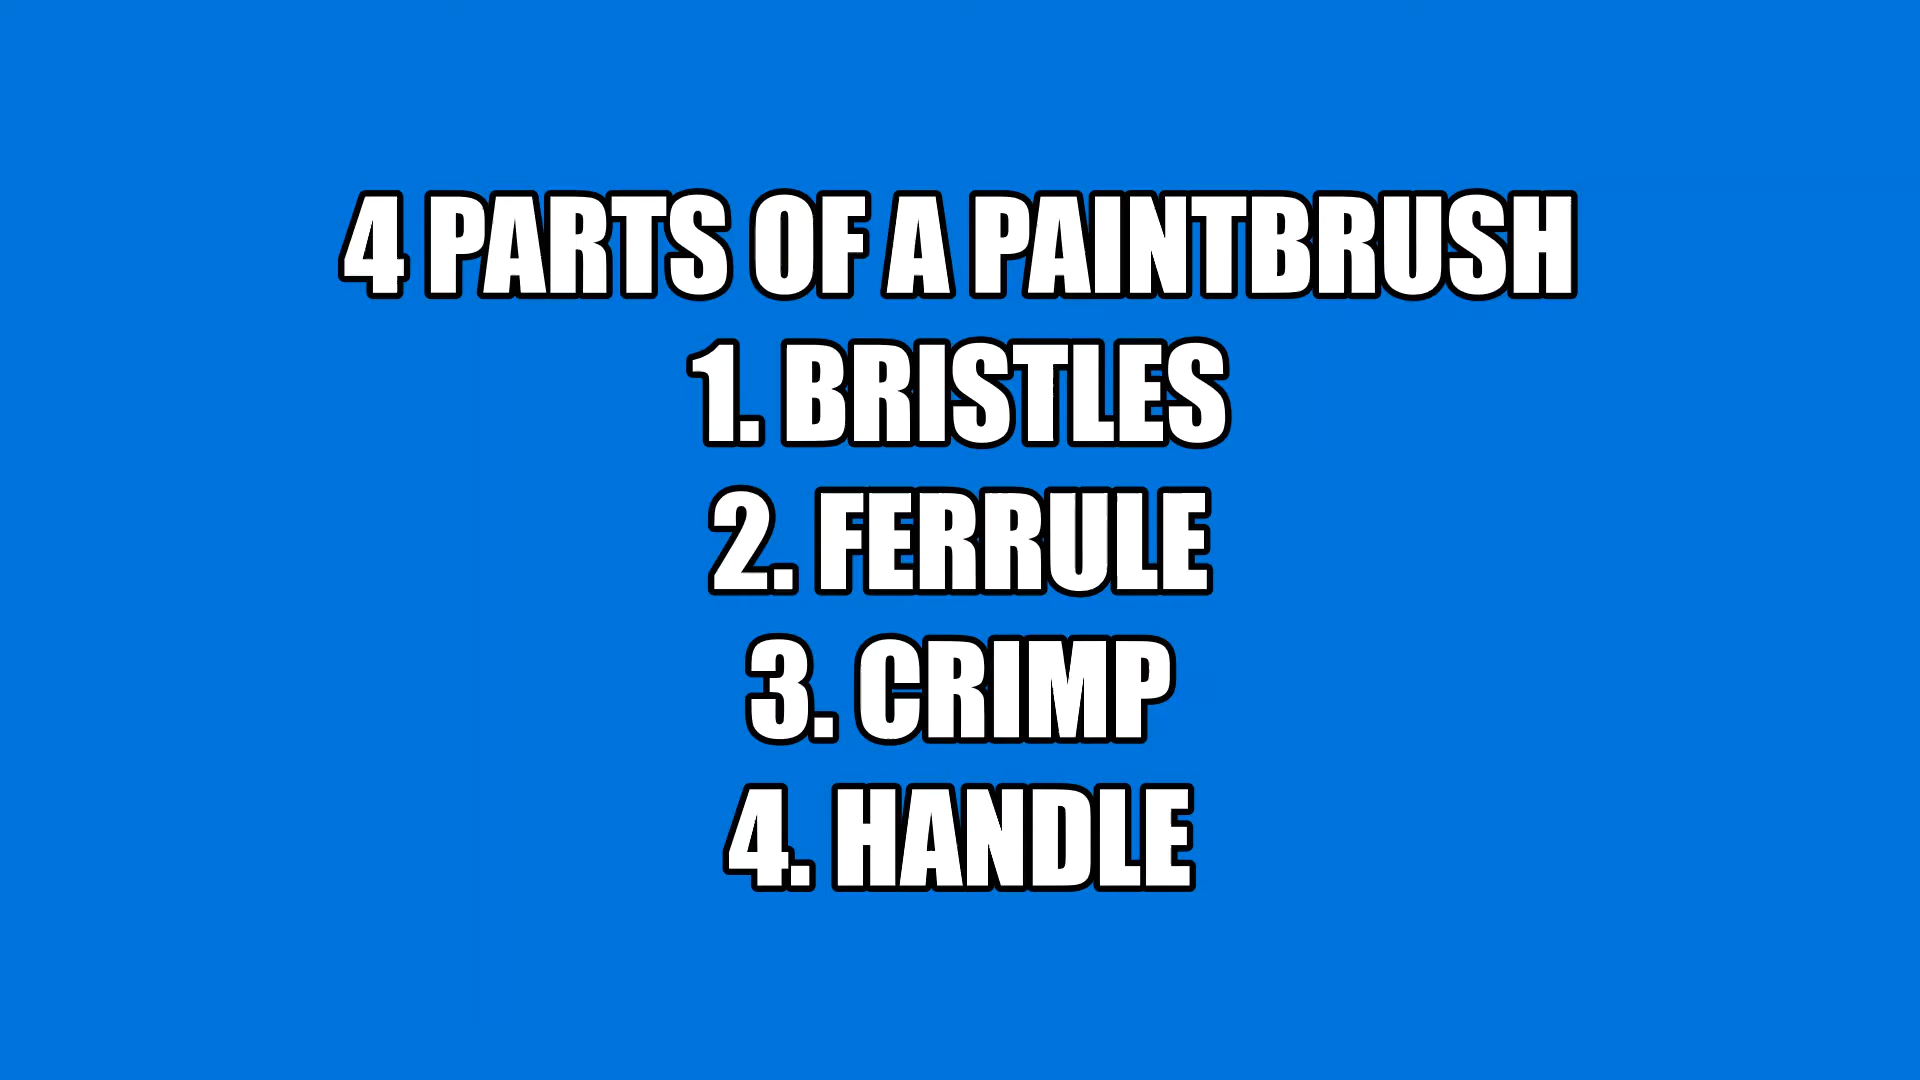 4 PARTS OF A PAINTBRUSH
1. BRISTLES
2. FERRULE
3. CRIMP
4. HANDLE